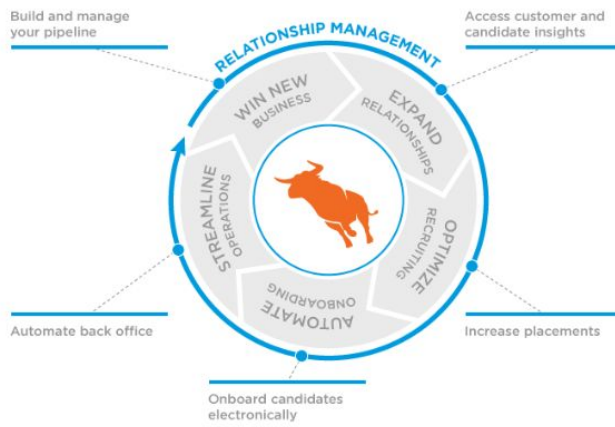 Build and manage
your pipeline
Access customer and
candidate insights
RELATIONSHIP MANAGEMENT
WIN NEW
BUSINESS
EXPAND
RELATIONSHIPS
OPTIMIZE
RECRUITING
AUTOMATE
ONBOARDING
STREAMLINE
OPERATIONS
Automate back office
Increase placements
Onboard candidates
electronically